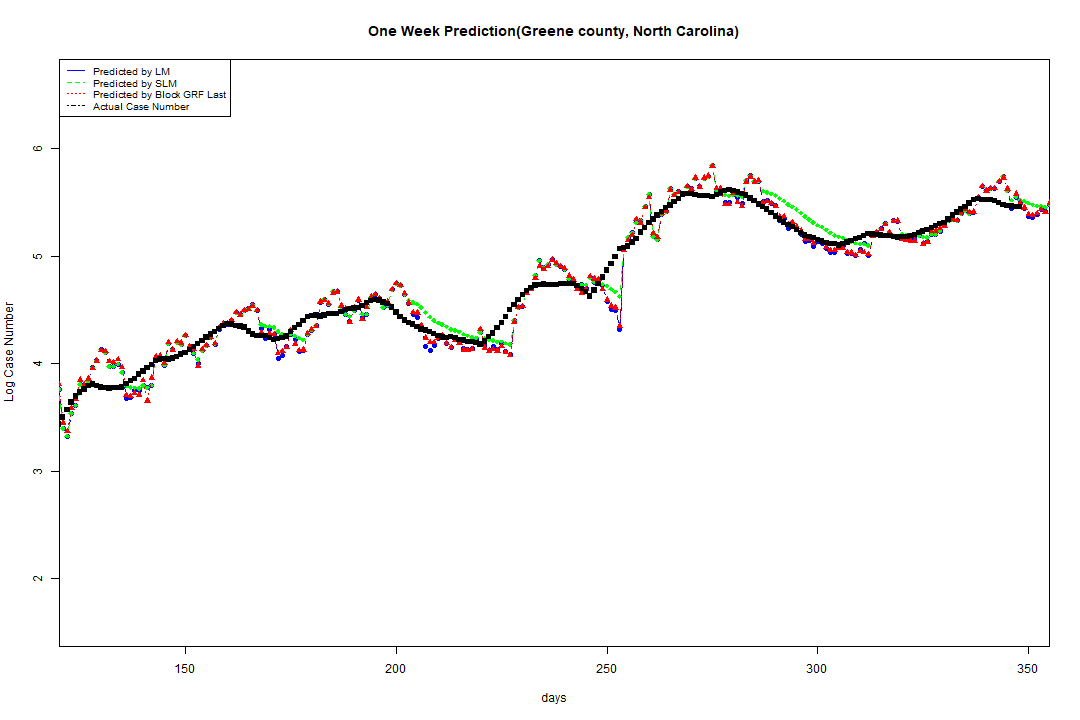 One Week Prediction(Greene county, North Carolina)
Predicted by LM
Predicted by SLM
Predicted by Block GRF Last
Actual Case Number
6
5
4
3
2
Log Case Number
150 200 250 300 350
days